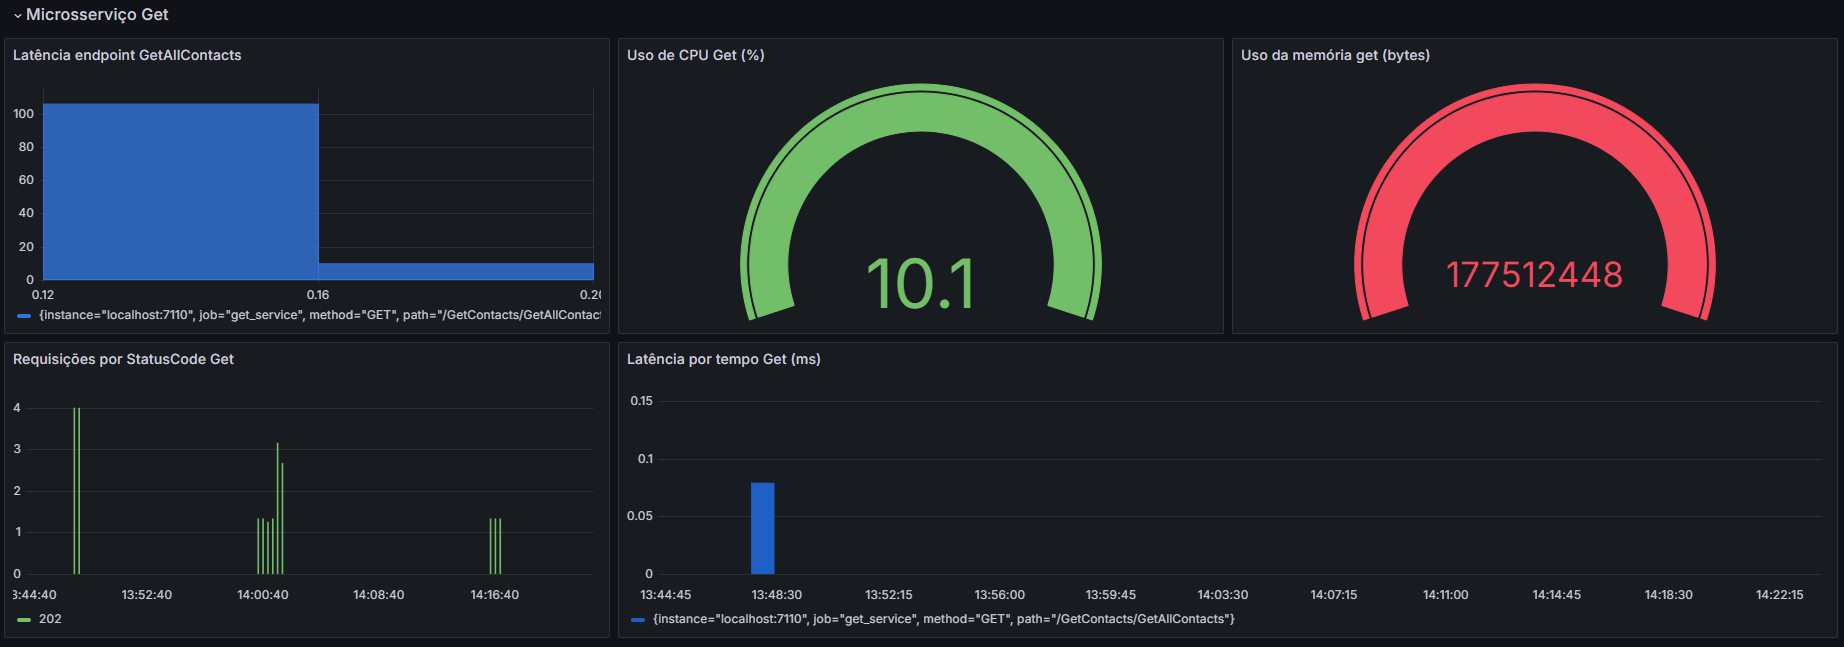 Microsserviço Get
Latência endpoint GetAllContacts
100
80
60
40
20
0
0.12 0.16 0.20
{instance="localhost:7110", job="get_service", method="GET", path="/GetContacts/GetAllContact
Uso de CPU Get (%)
10.1
Uso da memória get (bytes)
177512448
Requisições por StatusCode Get
4
3
2
1
0
3:44:40 13:52:40 14:00:40 14:08:40 14:16:40
202
Latência por tempo Get (ms)
0.15
0.1
0.05
0
13:44:45 13:48:30 13:52:15 13:56:00 13:59:45 14:03:30 14:07:15 14:11:00 14:14:45 14:18:30 14:22:15
{instance="localhost:7110", job="get_service", method="GET", path="/GetContacts/GetAllContacts"}